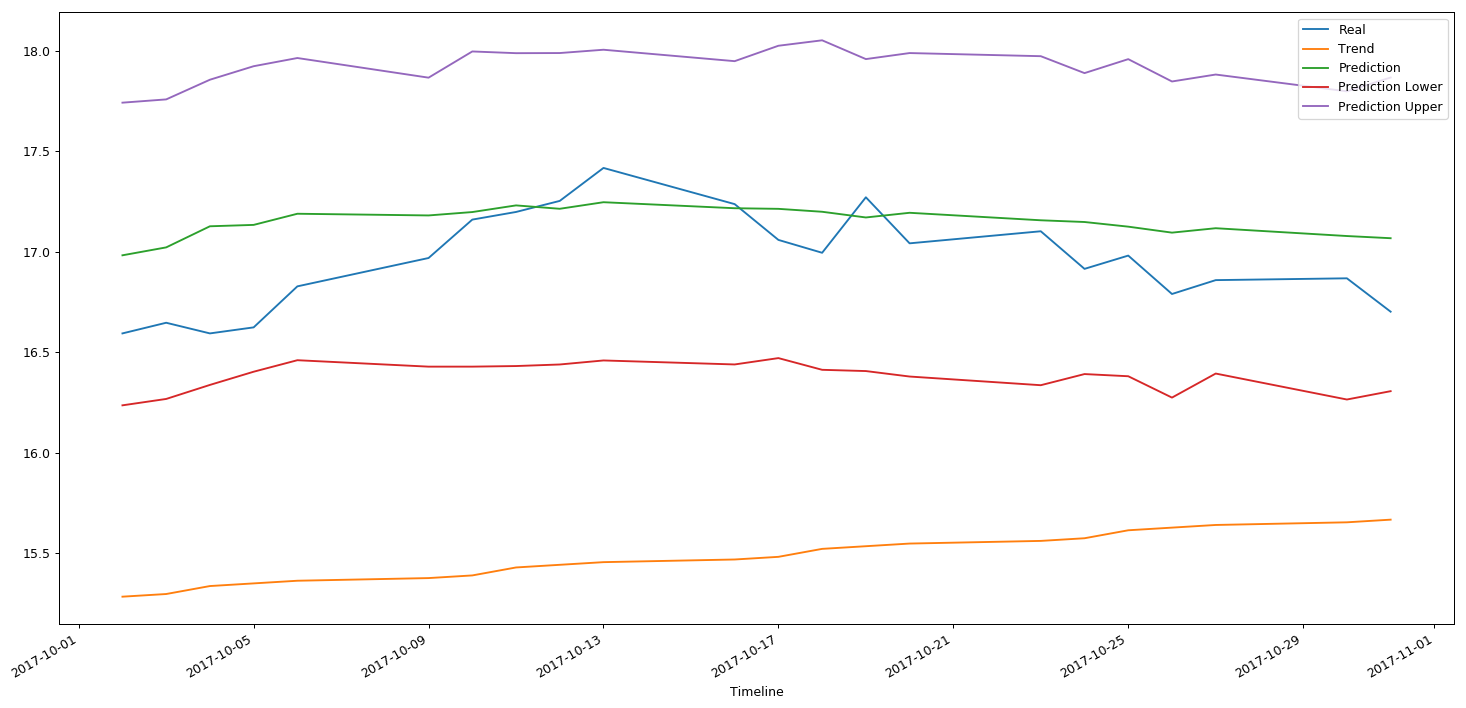 18.0
17.5
17.0
16.5
16.0
15.5
Real
Trend
Prediction
Prediction Lower
Prediction Upper
2017-10-01
2017-10-05
2017-10-09
2017-10-13
2017-10-17
2017-10-21
2017-10-25
2017-10-29
2017-11-01
Timeline